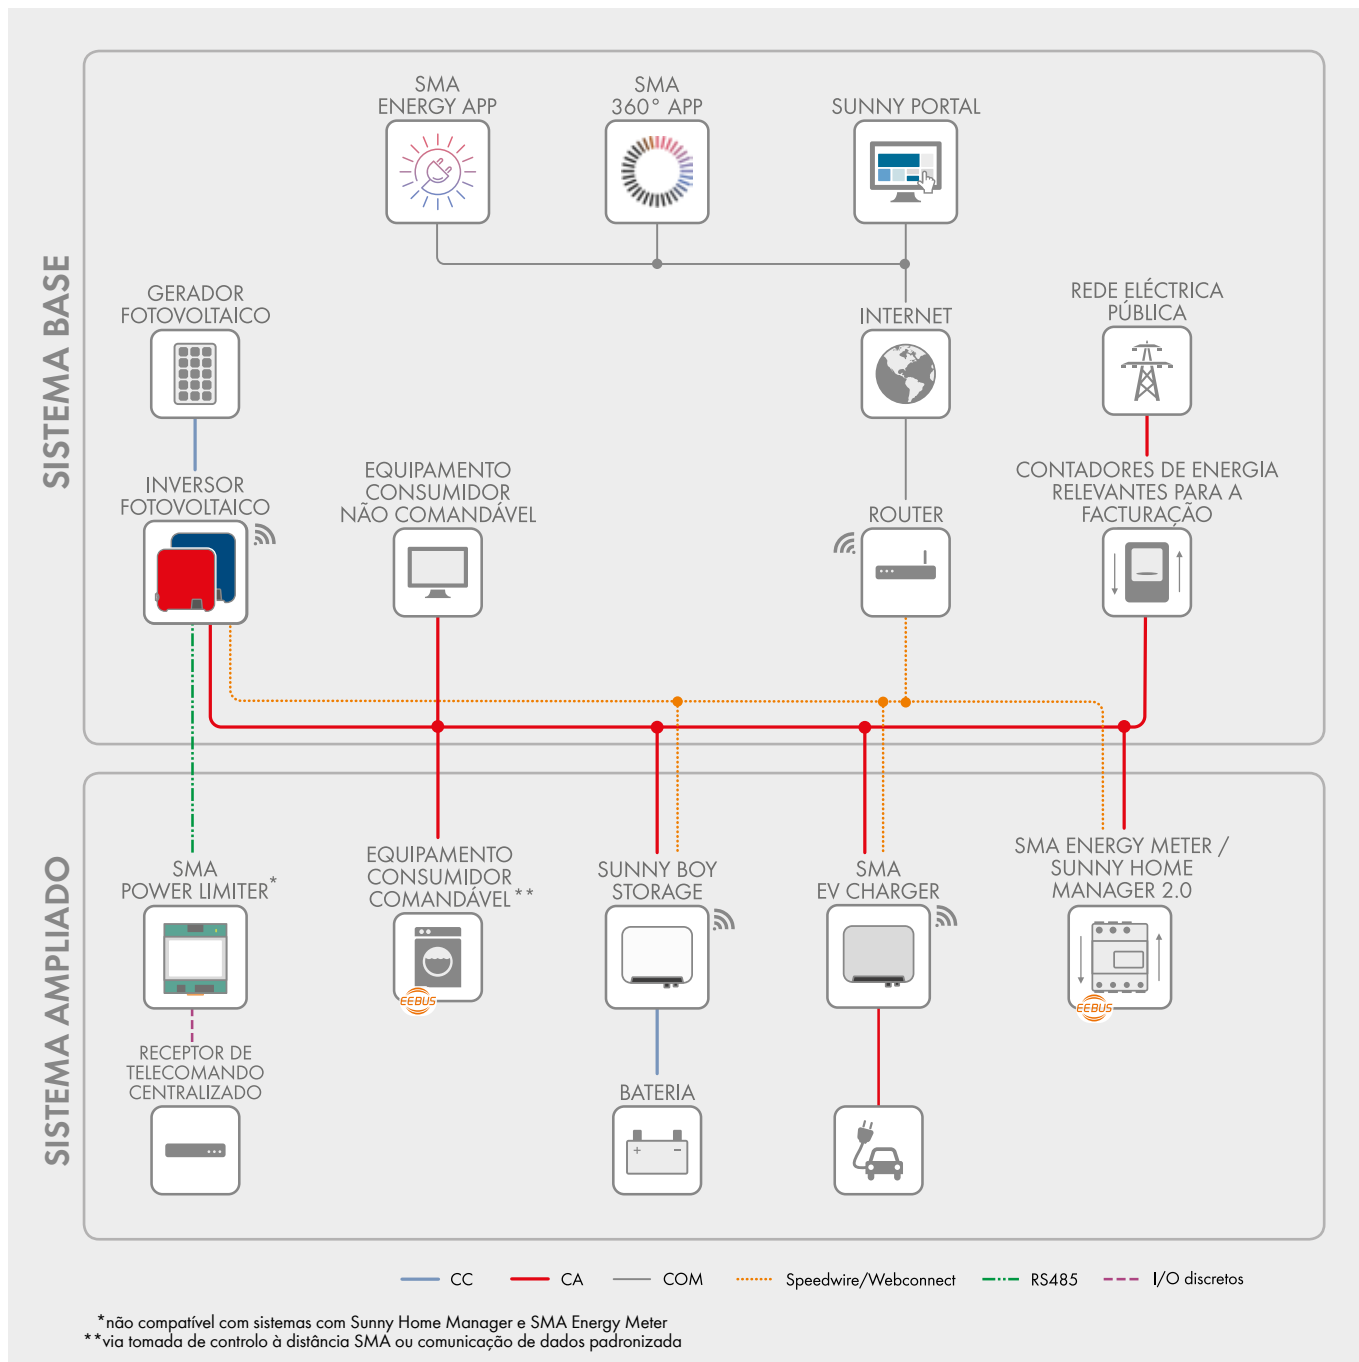 SISTEMA BASE
SMA
ENERGY APP
SMA
360° APP
SUNNY PORTAL
GERADOR
FOTOVOLTAICO
INTERNET
REDE ELÉCTRICA
PÚBLICA
INVERSOR
FOTOVOLTAICO
EQUIPAMENTO
CONSUMIDOR
NÃO COMANDÁVEL
ROUTER
CONTADORES DE ENERGIA
RELEVANTES PARA A
FACTURAÇÃO
SISTEMA AMPLIADO
SMA
POWER LIMITER*
EQUIPAMENTO
CONSUMIDOR
COMANDÁVEL**
EEBUS
SUNNY BOY
STORAGE
SMA
EV CHARGER
SMA ENERGY METER /
SUNNY HOME
MANAGER 2.0
EEBUS
RECEPTOR DE
TELECOMANDO
CENTRALIZADO
BATERIA
+ −
CC CA COM Speedwire/Webconnect RS485 I/O discretos
*não compatível com sistemas com Sunny Home Manager e SMA Energy Meter
**via tomada de controlo à distância SMA ou comunicação de dados padronizada